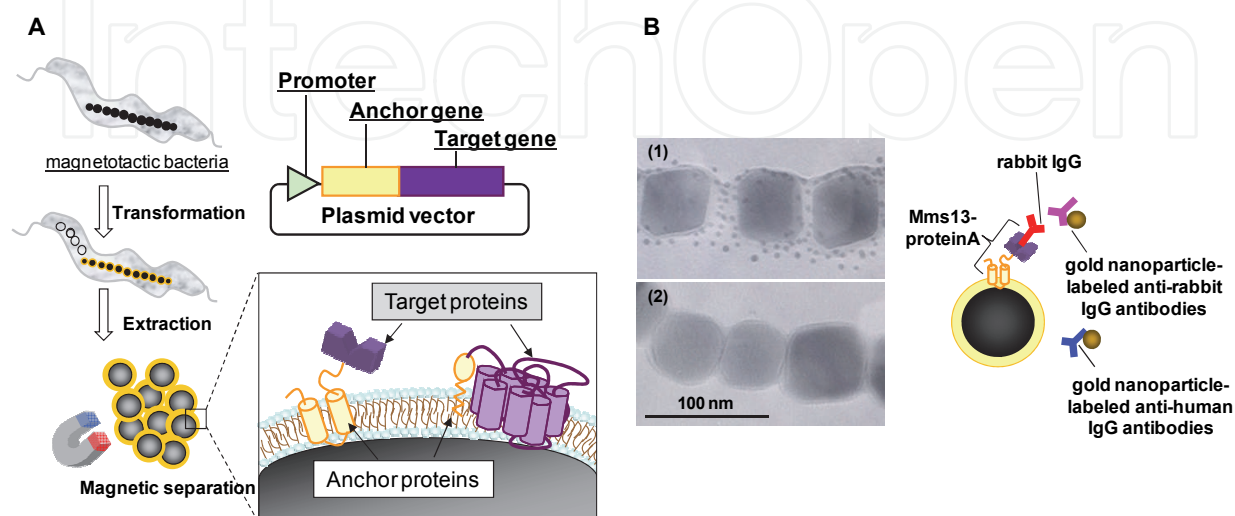 IntechOpen
A
B
Promoter
Anchor gene
Target gene
magnetotactic bacteria
Plasmid vector
Transformation
Extraction
Magnetic separation
Target proteins
Anchor proteins
(1)
(2)
100 nm
rabbit IgG
Mms13-
proteinA
gold nanoparticle-
labeled anti-rabbit
IgG antibodies
gold nanoparticle-
labeled anti-human
IgG antibodies